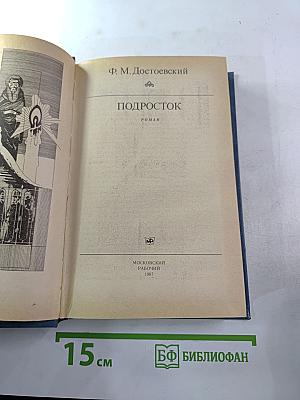 Ф. М. Достоевский
ПОДРОСТОК
РОМАН
МОСКОВСКИЙ
РАБОЧИЙ
1987
15 см
БФ БИБЛИОФАН